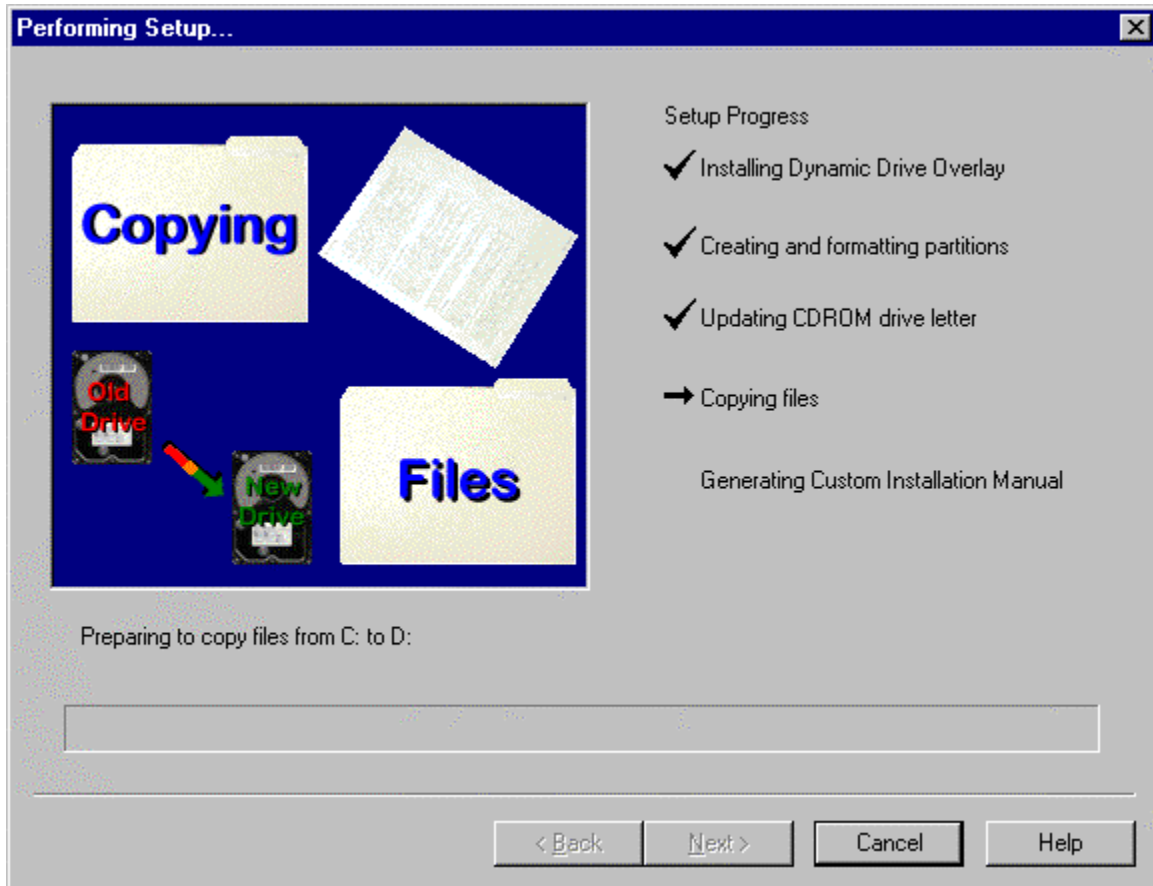 Performing Setup...
Copying
Old
Drive
New
Drive
Files
Setup Progress
Installing Dynamic Drive Overlay
Creating and formatting partitions
Updating CDROM drive letter
Copying files
Generating Custom Installation Manual
Preparing to copy files from C: to D:
< Back
Next >
Cancel
Help